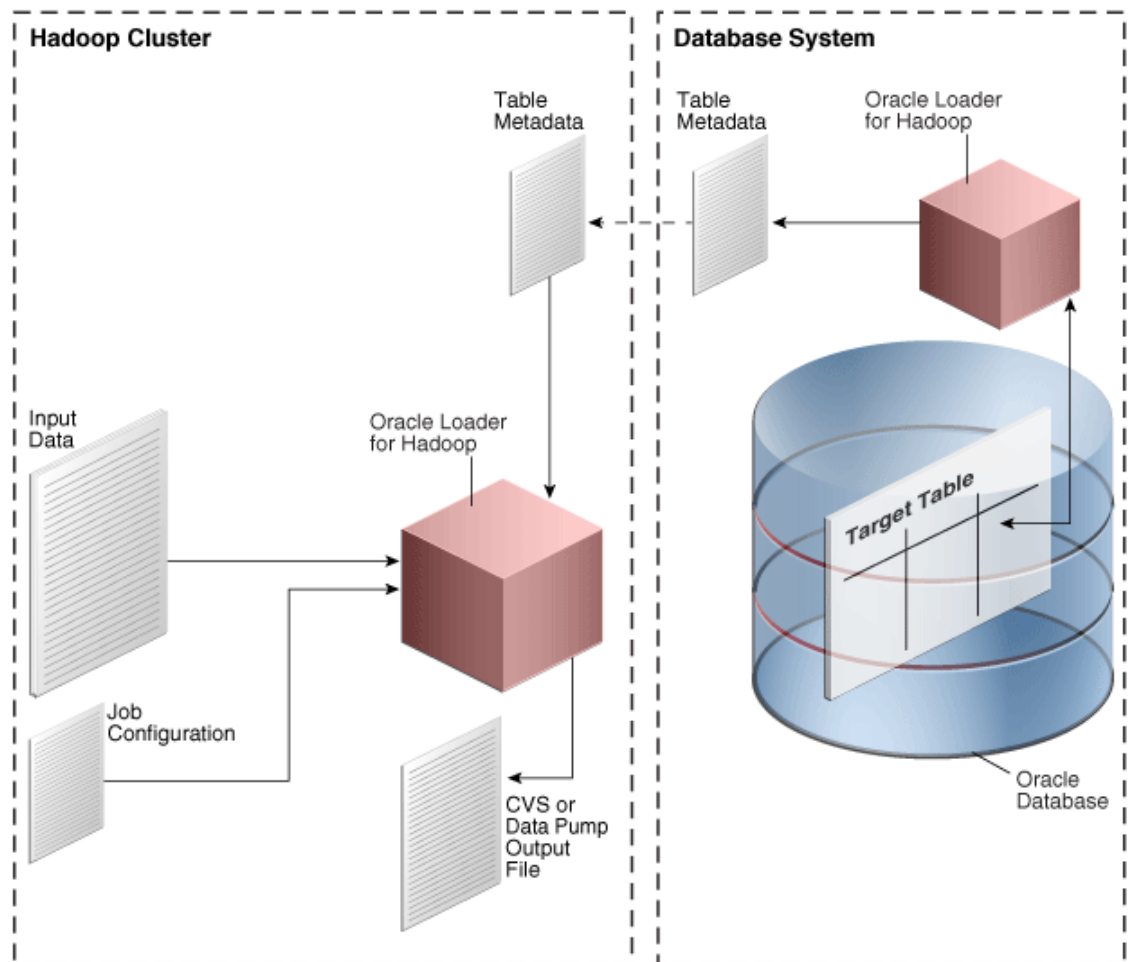 Hadoop Cluster
Database System
Table
Metadata
Table
Metadata
Oracle Loader
for Hadoop
Input
Data
Oracle Loader
for Hadoop
Target Table
Job
Configuration
CVS or
Data Pump
Output
File
Oracle
Database